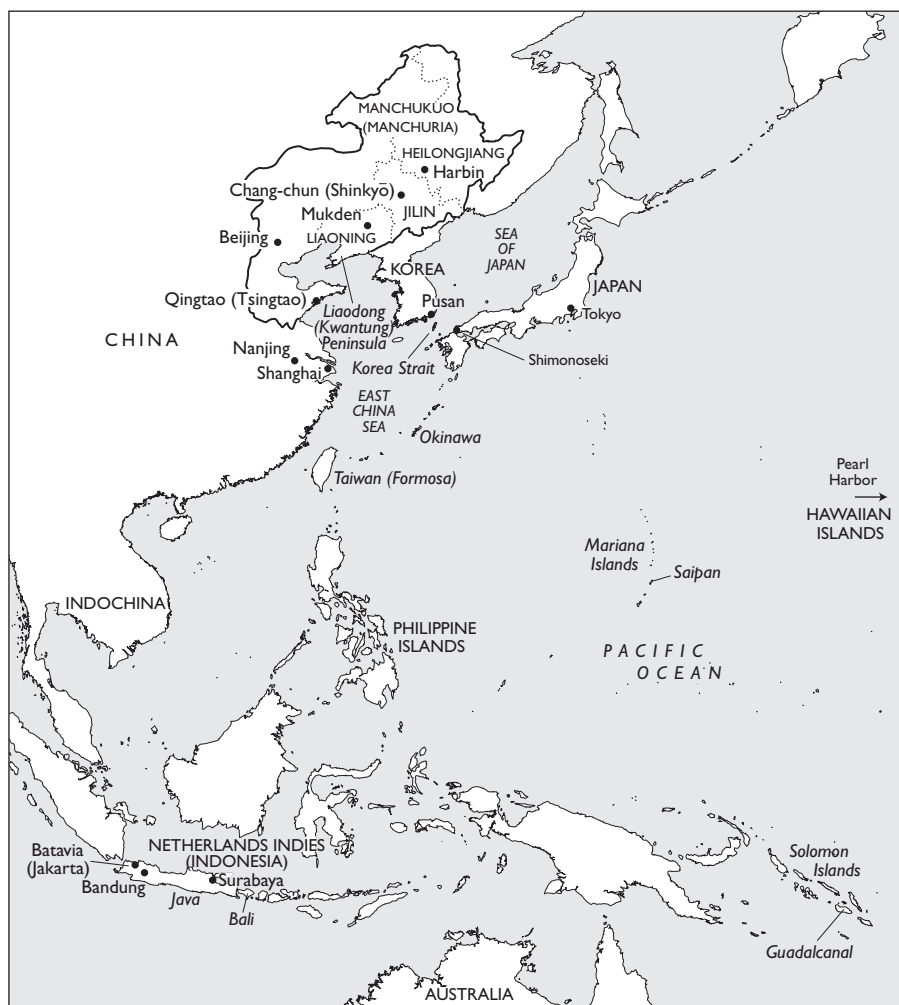 MANCHUKUO
(MANCHURIA)
HEILONGJIANG
Harbin
Chang-chun (Shinkyō)
JILIN
Mukden
LIAONING
Beijing
SEA
OF
JAPAN
KOREA
JAPAN
Qingtao (Tsingtao)
Pusan
Tokyo
Liaodong
(Kwantung)
Peninsula
CHINA
Nanjing
Shanghai
Korea Strait
Shimonoseki
EAST
CHINA
SEA
Okinawa
Taiwan (Formosa)
Pearl
Harbor
HAWAIIAN
ISLANDS
Mariana
Islands
Saipan
INDOCHINA
PHILIPPINE
ISLANDS
PACIFIC
OCEAN
NETHERLANDS INDIES
(INDONESIA)
Batavia
(Jakarta)
Surabaya
Bandung
Java
Bali
Solomon
Islands
Guadalcanal
AUSTRALIA